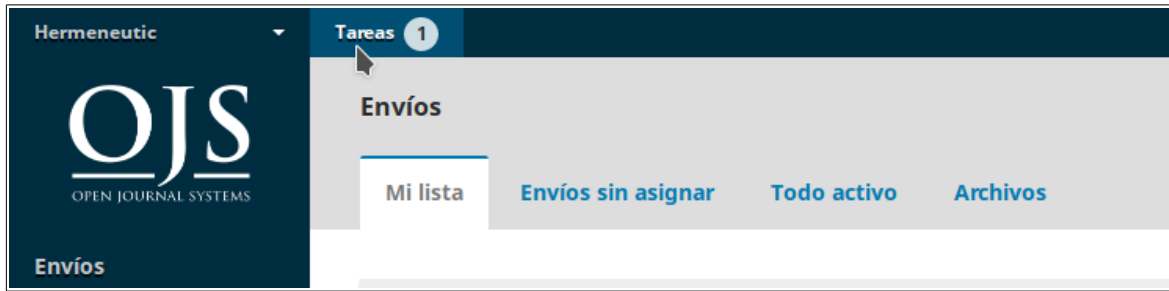 Hermeneutic
Tareas 1
OJS
OPEN JOURNAL SYSTEMS
Envíos
Envíos
Mi lista
Envíos sin asignar
Todo activo
Archivos